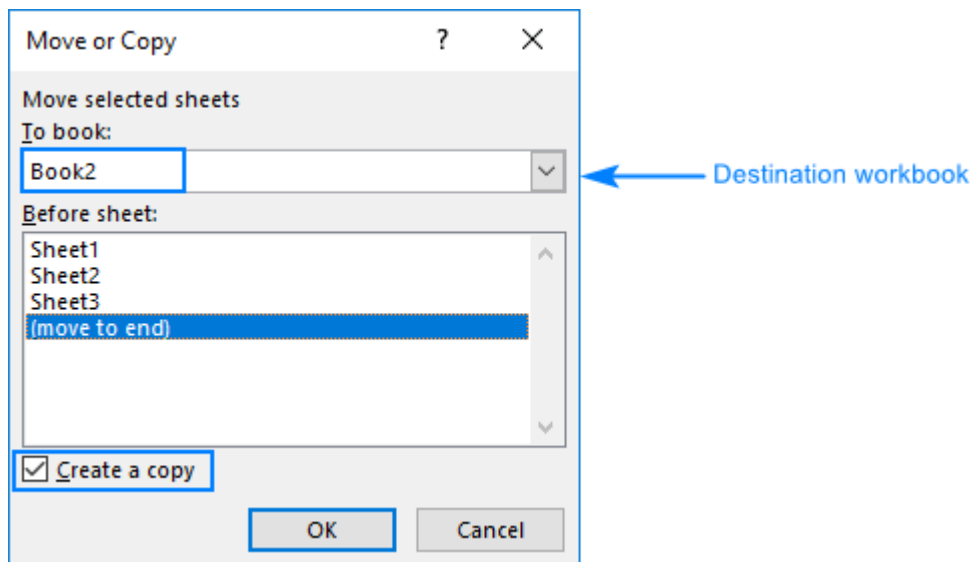 Move or Copy ?
Move selected sheets
To book:
Book2
Destination workbook
Before sheet:
Sheet1
Sheet2
Sheet3
(move to end)
Create a copy
OK Cancel